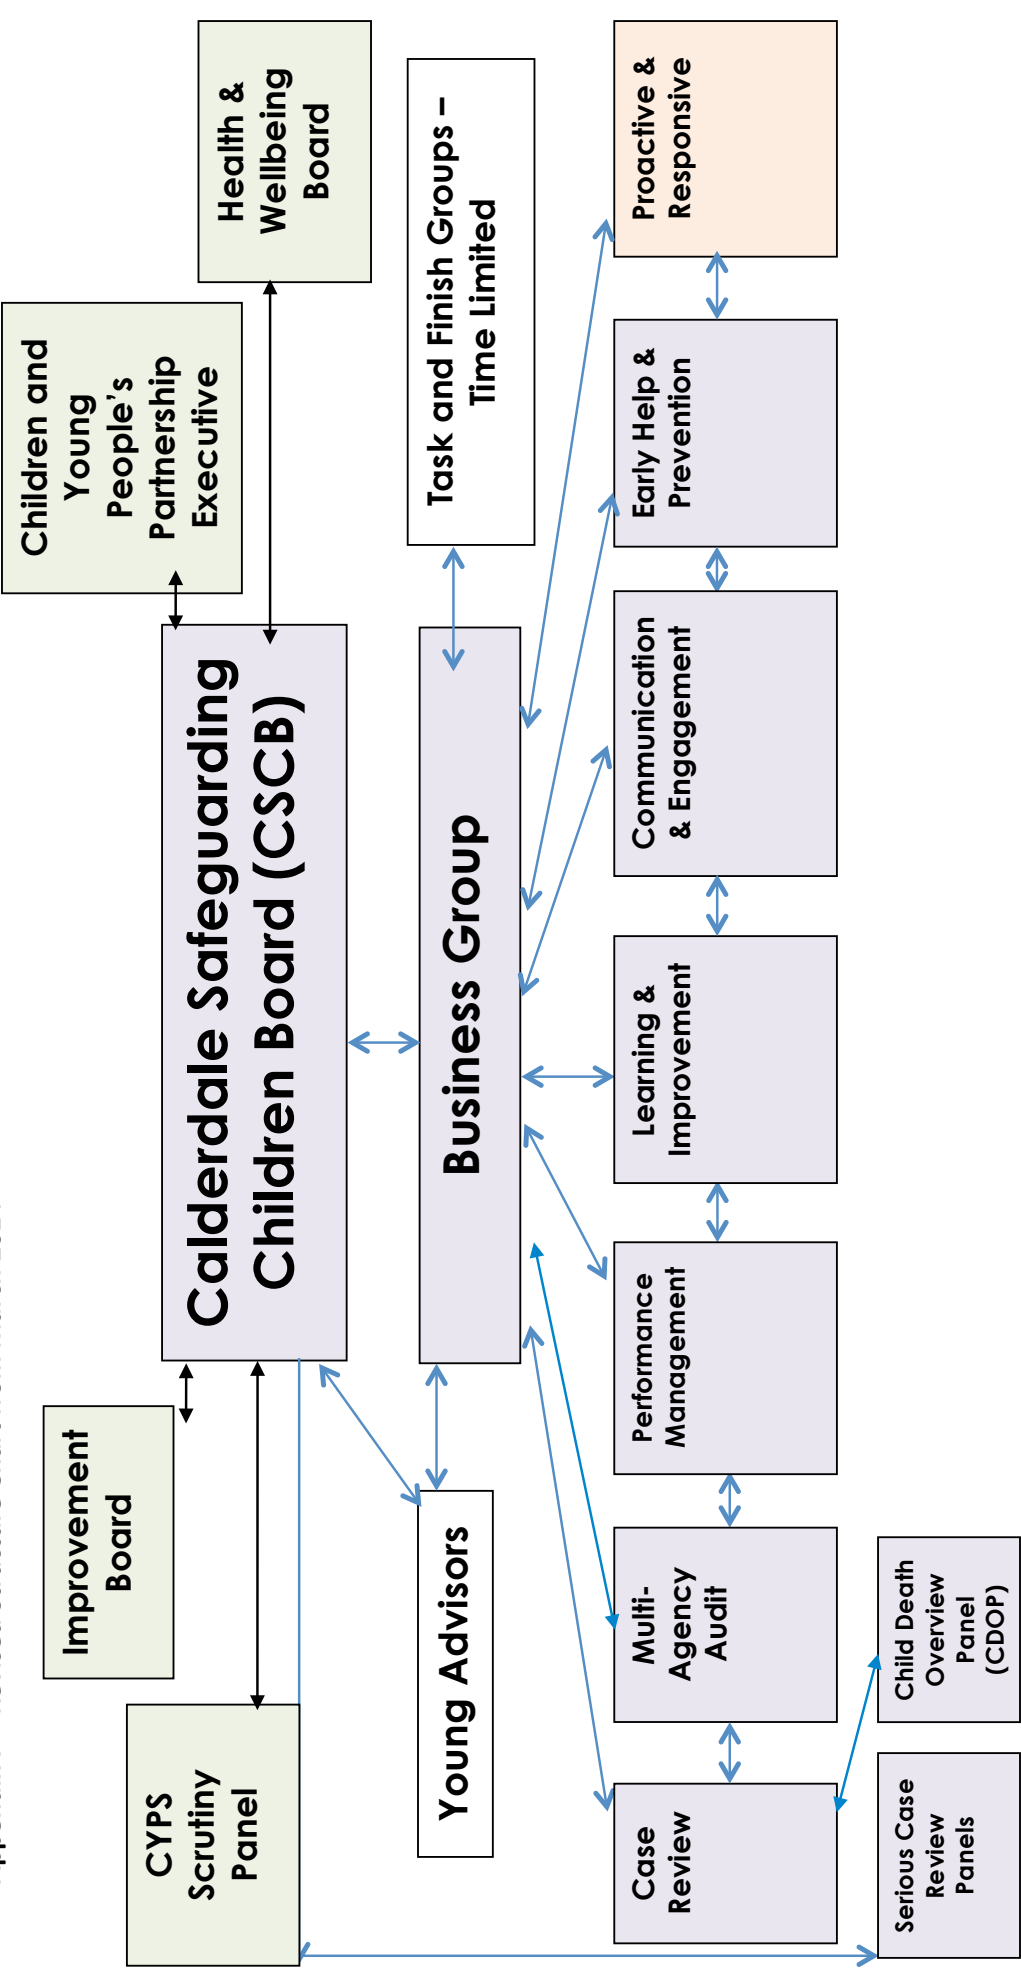 Improvement
Board
CYPS
Scrutiny
Panel
Children and
Young
People’s
Partnership
Executive
Health &
Wellbeing
Board
Calderdale Safeguarding
Children Board (CSCB)
Young Advisors
Business Group
Task and Finish Groups –
Time Limited
Case
Review
Multi-
Agency
Audit
Performance
Management
Learning &
Improvement
Communication
& Engagement
Early Help &
Prevention
Proactive &
Responsive
Serious Case
Review
Panels
Child Death
Overview
Panel
(CDOP)